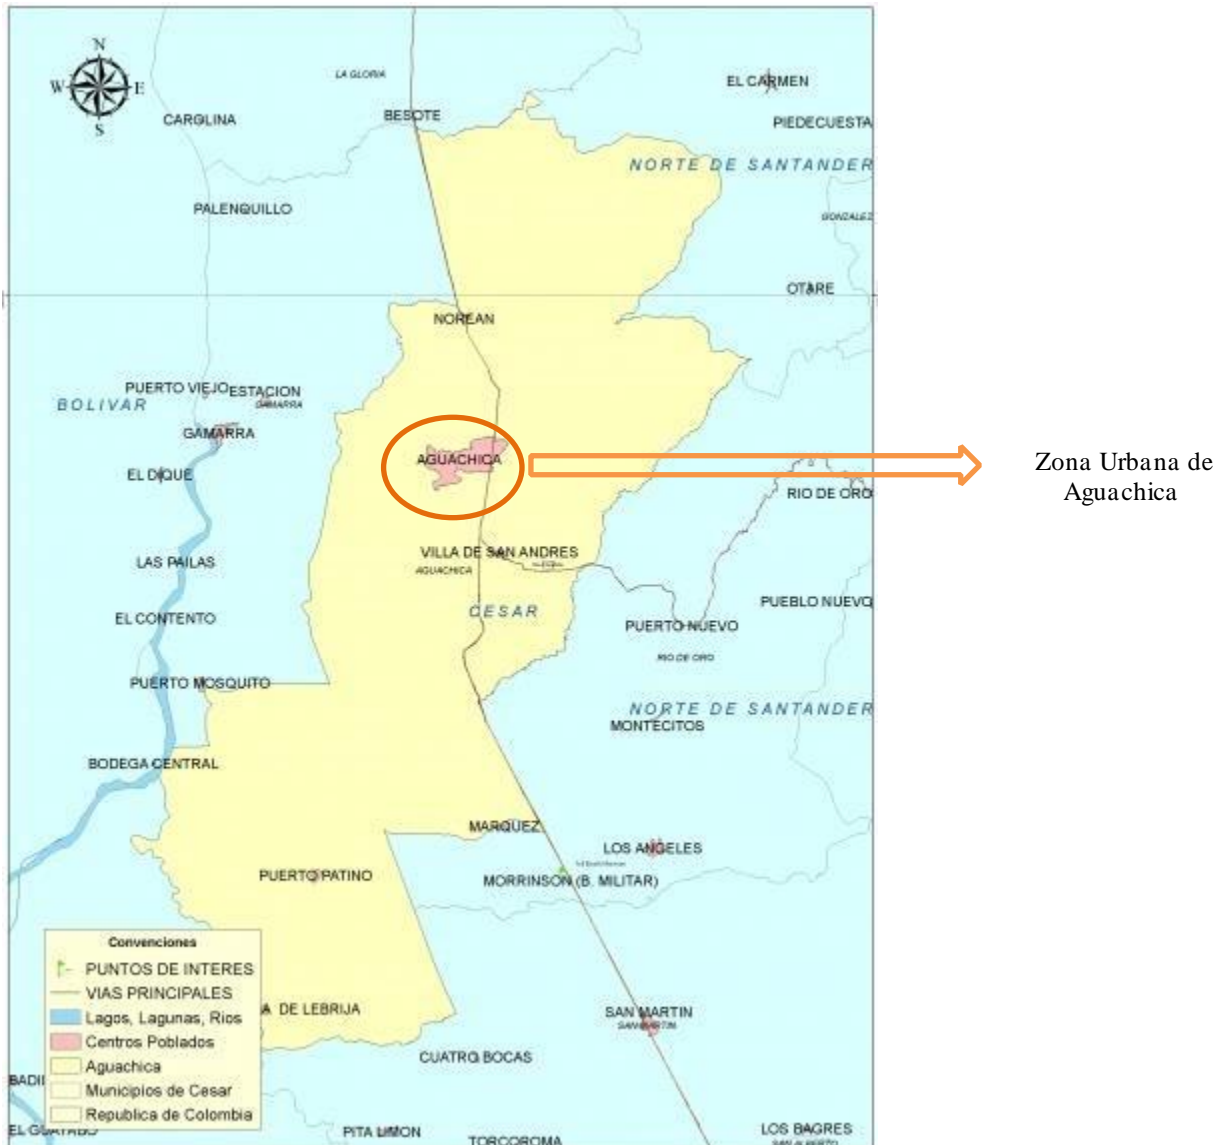 N
W E
S
LA GLORIA
EL CARMEN
CAROLINA
BESOTE
PIEDECUESTA
NORTE DE SANTANDER
PALENQUILLO
GONZALEZ
OTARE
NOREAN
PUERTO VIEJO
ESTACION
GAMARRA
BOLIVAR
GAMARRA
AGUACHICA
Zona Urbana de
Aguachica
EL DIQUE
RIO DE ORO
VILLA DE SAN ANDRES
LAS PAILAS
AGUACHICA
PUEBLO NUEVO
CESAR
EL CONTENTO
PUERTO NUEVO
RIO DE ORO
PUERTO MOSQUITO
NORTE DE SANTANDER
MONTECITOS
BODEGA CENTRAL
MARQUEZ
LOS ANGELES
PUERTO PATINO
MORRINSON (B. MILITAR)
Convenciones
PUNTOS DE INTERES
VIAS PRINCIPALES
Lagos, Lagunas, Rios
Centros Poblados
Aguachica
Municipios de Cesar
Republica de Colombia
A DE LEBRIJA
SAN MARTIN
SAN MARTIN
CUATRO BOCAS
BADI
PITA LIMON
TORCOROMA
LOS BAGRES
SAN ALBERTO